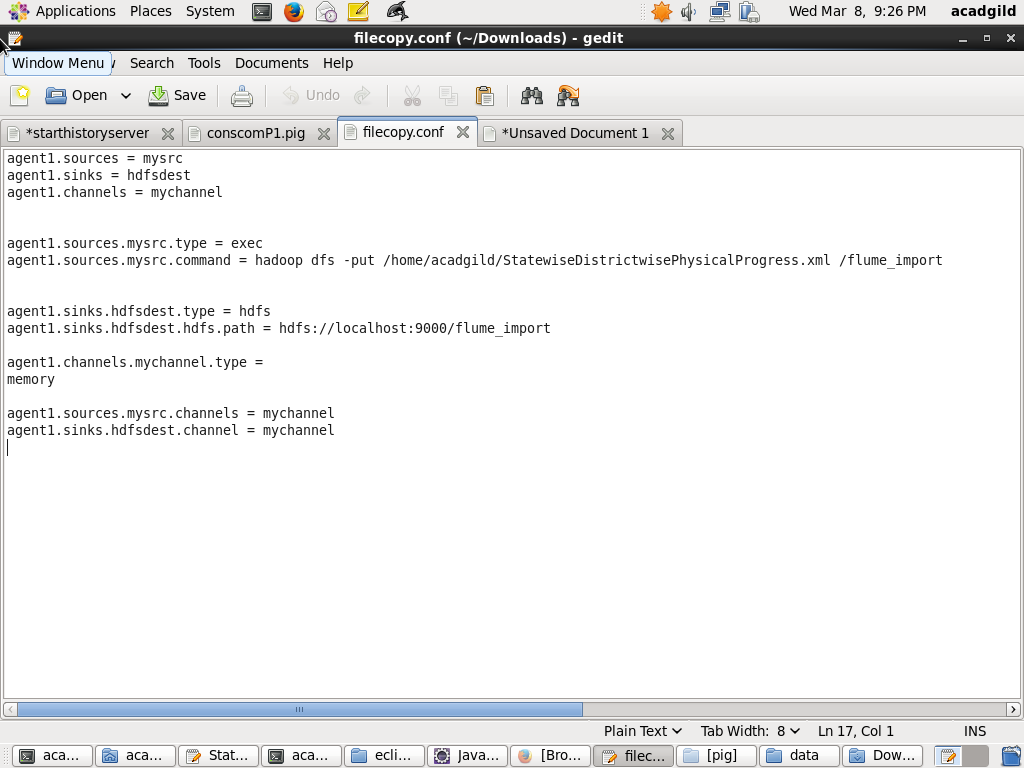 Applications Places System Wed Mar 8, 9:26 PM acadgild
filecopy.conf (~/Downloads) - gedit
Window Menu Search Tools Documents Help
Open Save Undo
*starthistoryserver conscomP1.pig filecopy.conf *Unsaved Document 1
agent1.sources = mysrc
agent1.sinks = hdfsdest
agent1.channels = mychannel
agent1.sources.mysrc.type = exec
agent1.sources.mysrc.command = hadoop dfs -put /home/acadgild/StatewiseDistrictwisePhysicalProgress.xml /flume_import
agent1.sinks.hdfsdest.type = hdfs
agent1.sinks.hdfsdest.hdfs.path = hdfs://localhost:9000/flume_import
agent1.channels.mychannel.type =
memory
agent1.sources.mysrc.channels = mychannel
agent1.sinks.hdfsdest.channel = mychannel
Plain Text Tab Width: 8 Ln 17, Col 1 INS
aca... aca... Stat... aca... ecli... Java... [Bro... filec... [pig] data Dow...